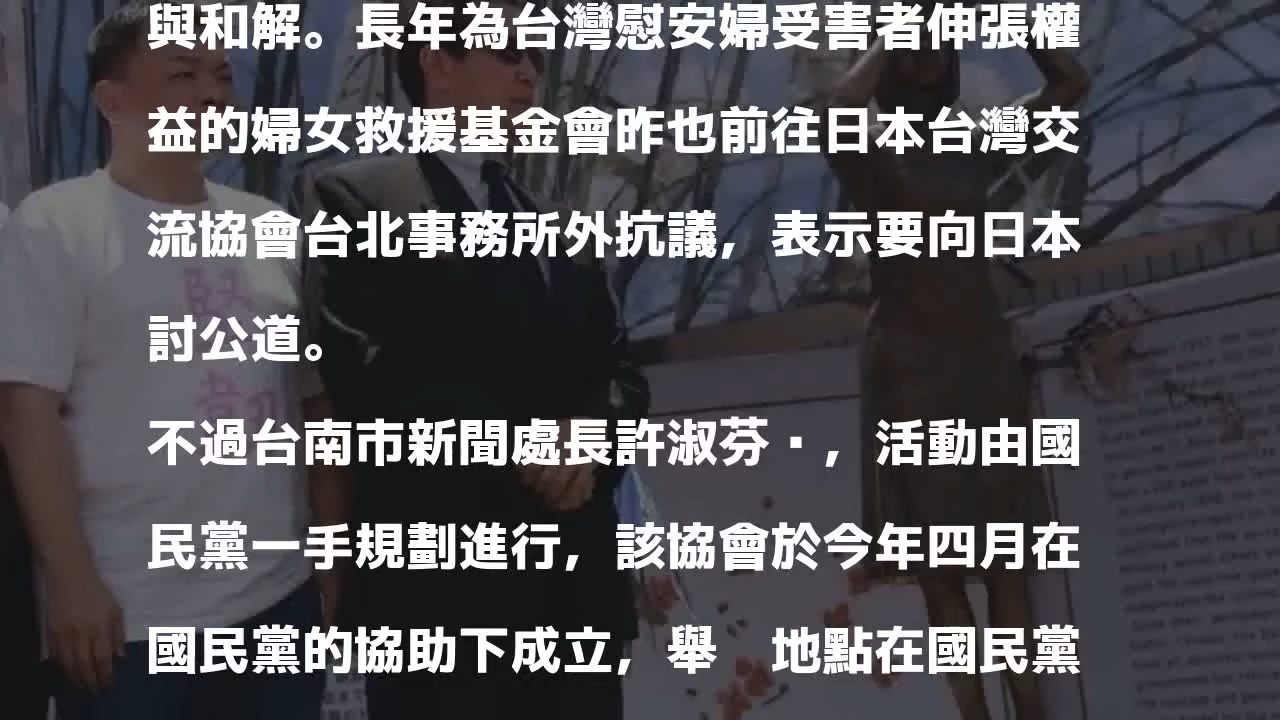 與和解。長年為台灣慰安婦受害者伸張權
益的婦女救援基金會昨也前往日本台灣交
流協會台北事務所外抗議，表示要向日本
討公道。
不過台南市新聞處長許淑芬▪，活動由國
民黨一手規劃進行，該協會於今年四月在
國民黨的協助下成立，舉　地點在國民黨